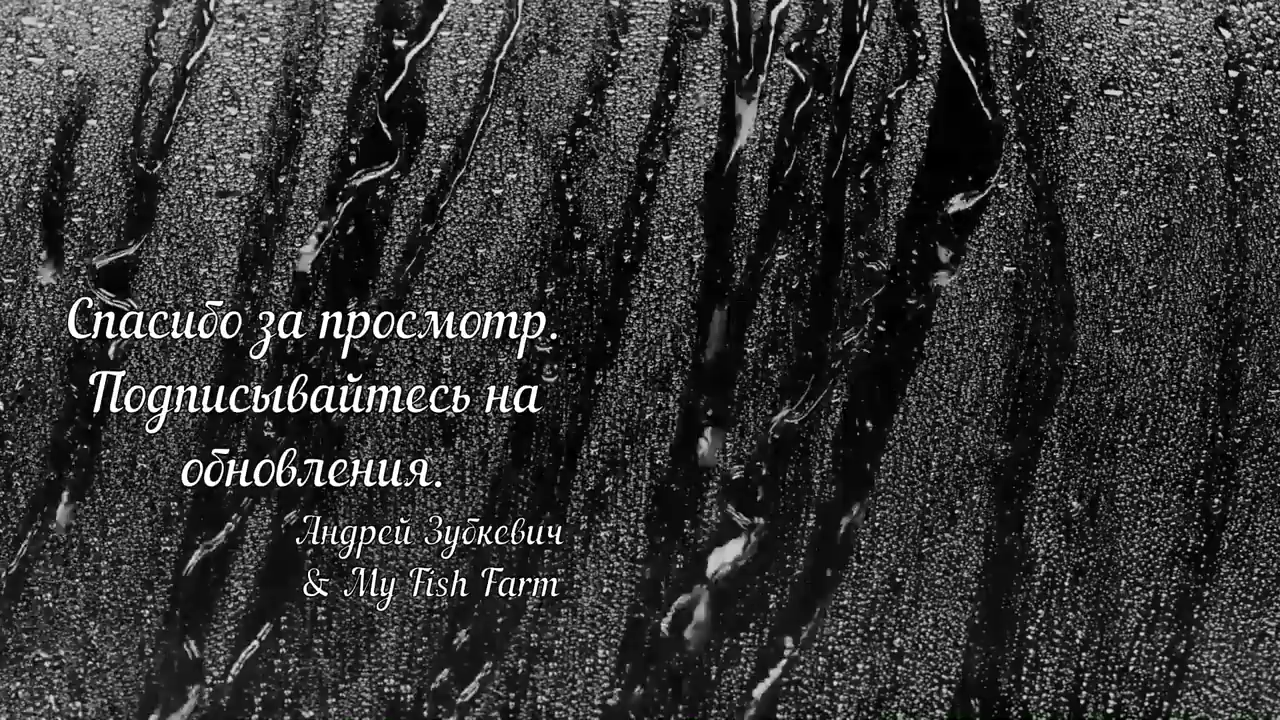 Спасибо за просмотр.
Подписывайтесь на
обновления.
Андрей Зубкевич
& My Fish Farm